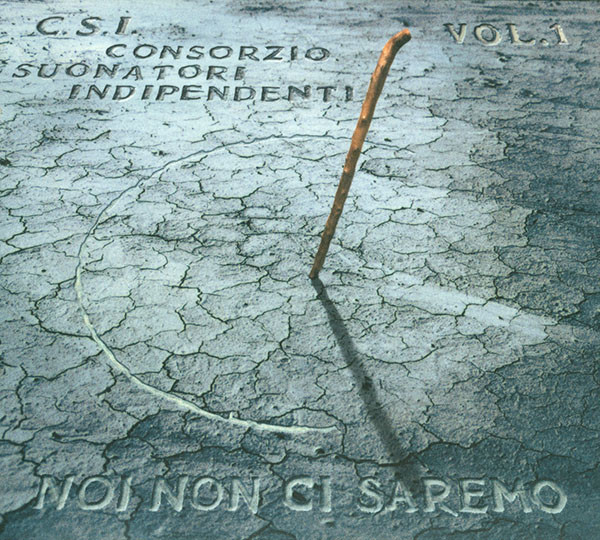 C.S.I.
CONSORZIO
SUONATORI
INDIPENDENTI
VOL.1
NOI NON CI SAREMO